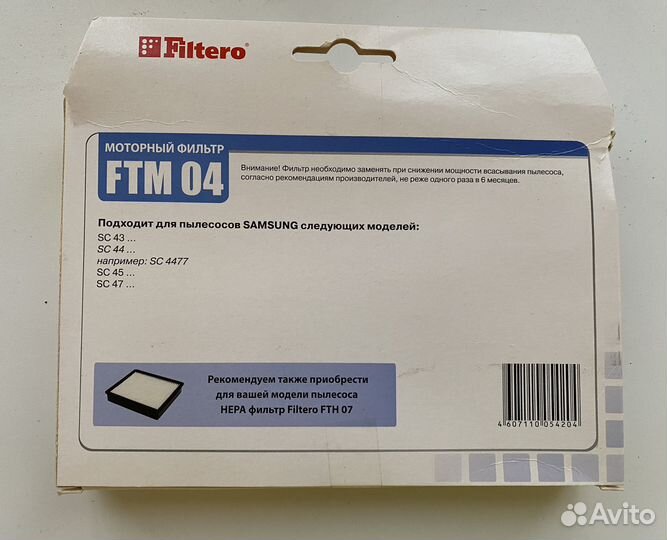 Filtero®
МОТОРНЫЙ ФИЛЬТР
FTM 04
Внимание! Фильтр необходимо заменять при снижении мощности всасывания пылесоса,
согласно рекомендациям производителей, не реже одного раза в 6 месяцев.
Подходит для пылесосов SAMSUNG следующих моделей:
SC 43 ...
SC 44 ...
например: SC 4477
SC 45 ...
SC 47 ...
Рекомендуем также приобрести
для вашей модели пылесоса
HEPA фильтр Filtero FTH 07
4 607110 054204
Avito